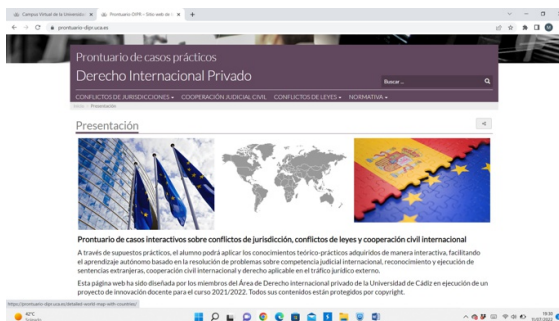 Campus Virtual de la Universida
Prontuario DIPR – Sitio web de
prontuario-dipr.uca.es
Prontuario de casos prácticos
Derecho Internacional Privado
Buscar ...
CONFLICTOS DE JURISDICCIONES
COOPERACIÓN JUDICIAL CIVIL
CONFLICTOS DE LEYES
NORMATIVA
Inicio / Presentación
Presentación
Prontuario de casos interactivos sobre conflictos de jurisdicción, conflictos de leyes y cooperación civil internacional
A través de supuestos prácticos, el alumno podrá aplicar los conocimientos teórico-prácticos adquiridos de manera interactiva, facilitando
el aprendizaje autónomo basado en la resolución de problemas sobre competencia judicial internacional, reconocimiento y ejecución de
sentencias extranjeras, cooperación civil internacional y derecho aplicable en el tráfico jurídico externo.
Esta página web ha sido diseñada por los miembros del Área de Derecho internacional privado de la Universidad de Cádiz en ejecución de un
proyecto de innovación docente para el curso 2021/2022. Todos sus contenidos están protegidos por copyright.
https://prontuario-dipr.uca.es/detailed-world-map-with-countries/
42°C
Soleado
5/07/2022